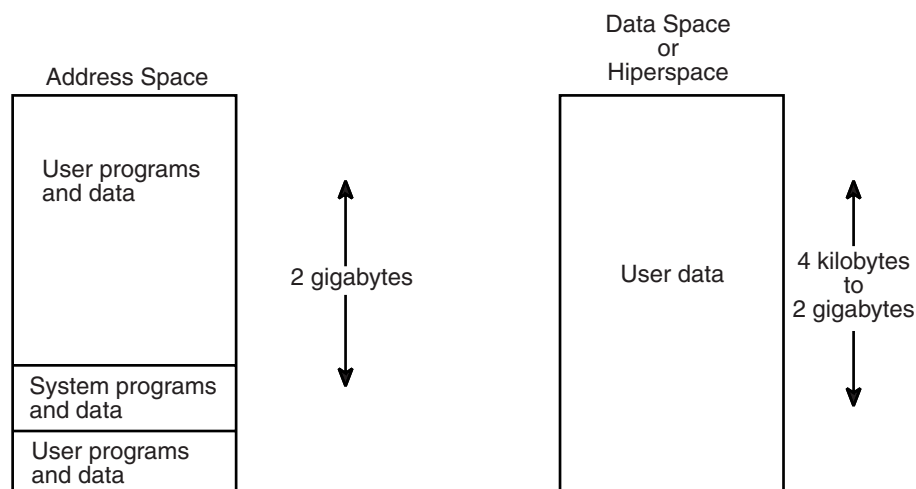 Address Space
User programs
and data
2 gigabytes
System programs
and data
User programs
and data
Data Space
or
Hiperspace
User data
4 kilobytes
to
2 gigabytes